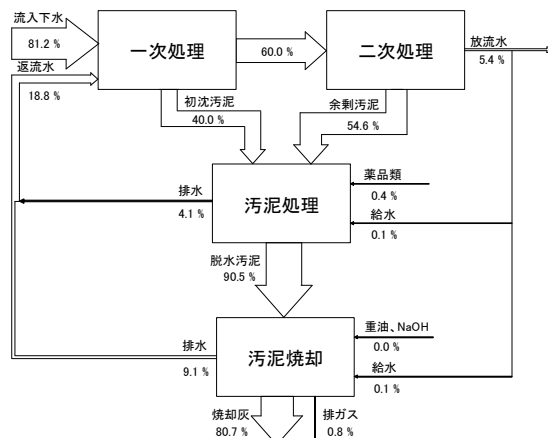 流入下水
81.2 %
一次処理
60.0 %
二次処理
放流水
5.4 %
返流水
18.8 %
初沈汚泥
40.0 %
余剰汚泥
54.6 %
汚泥処理
薬品類
0.4 %
排水
4.1 %
給水
0.1 %
脱水汚泥
90.5 %
汚泥焼却
重油、NaOH
0.0 %
排水
9.1 %
給水
0.1 %
焼却灰
80.7 %
排ガス
0.8 %